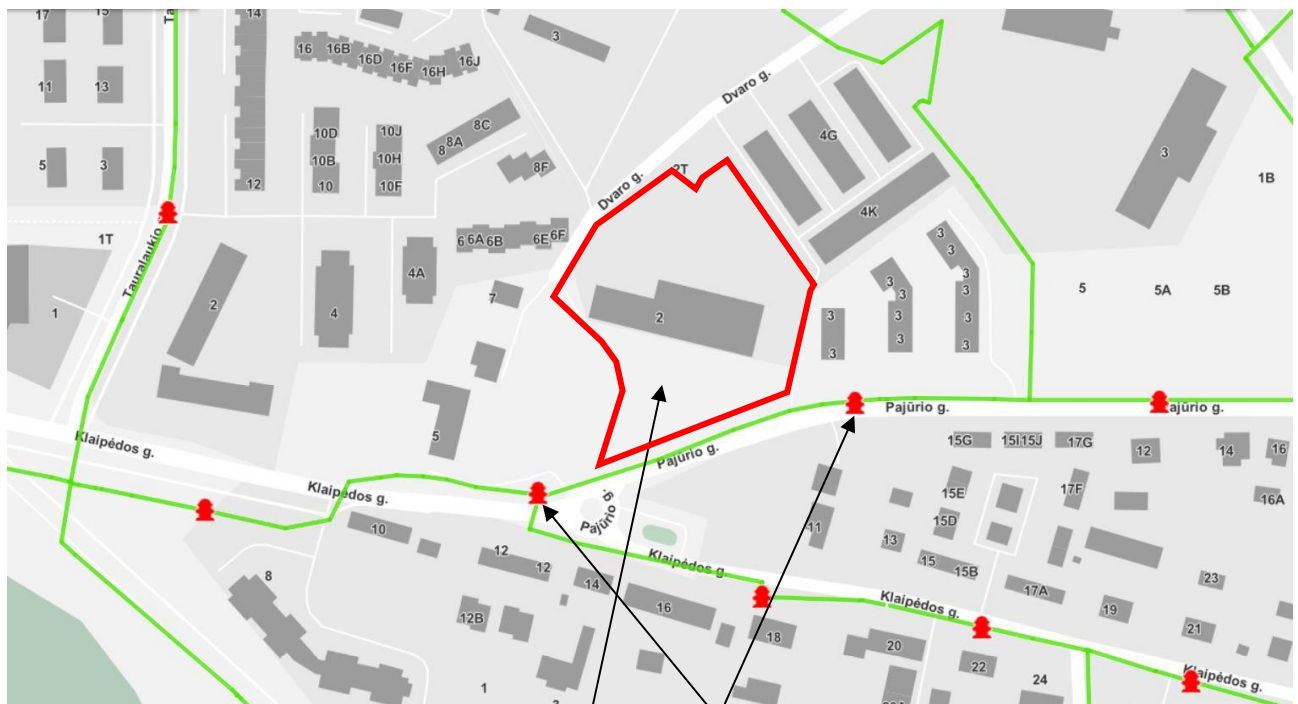 17
15
14
Ta
16
16B
16D
16F
16H
16J
3
11
13
8C
8A
8
8F
10D
10B
10
10J
10H
10F
5
3
12
Dvaro g.
Dvaro g.
2T
4G
4K
3
1B
1T
Tauralaukio
1
2
4
4A
6
6A
6B
6E
6F
7
2
3
3
3
3
3
3
3
3
3
3
3
3
3
5
5A
5B
Pajūrio g.
ajūrio g.
Klaipėdos g.
5
Pajūrio g.
Klaipėdos g.
Pajūrio g.
15G
15I
15J
17G
12
14
16
15E
17F
16A
15D
11
13
10
12
12
14
Klaipėdos g.
15
15B
17A
23
8
16
Klaipėdos g.
19
12B
18
21
20
22
24
Klaipėdos g.
1